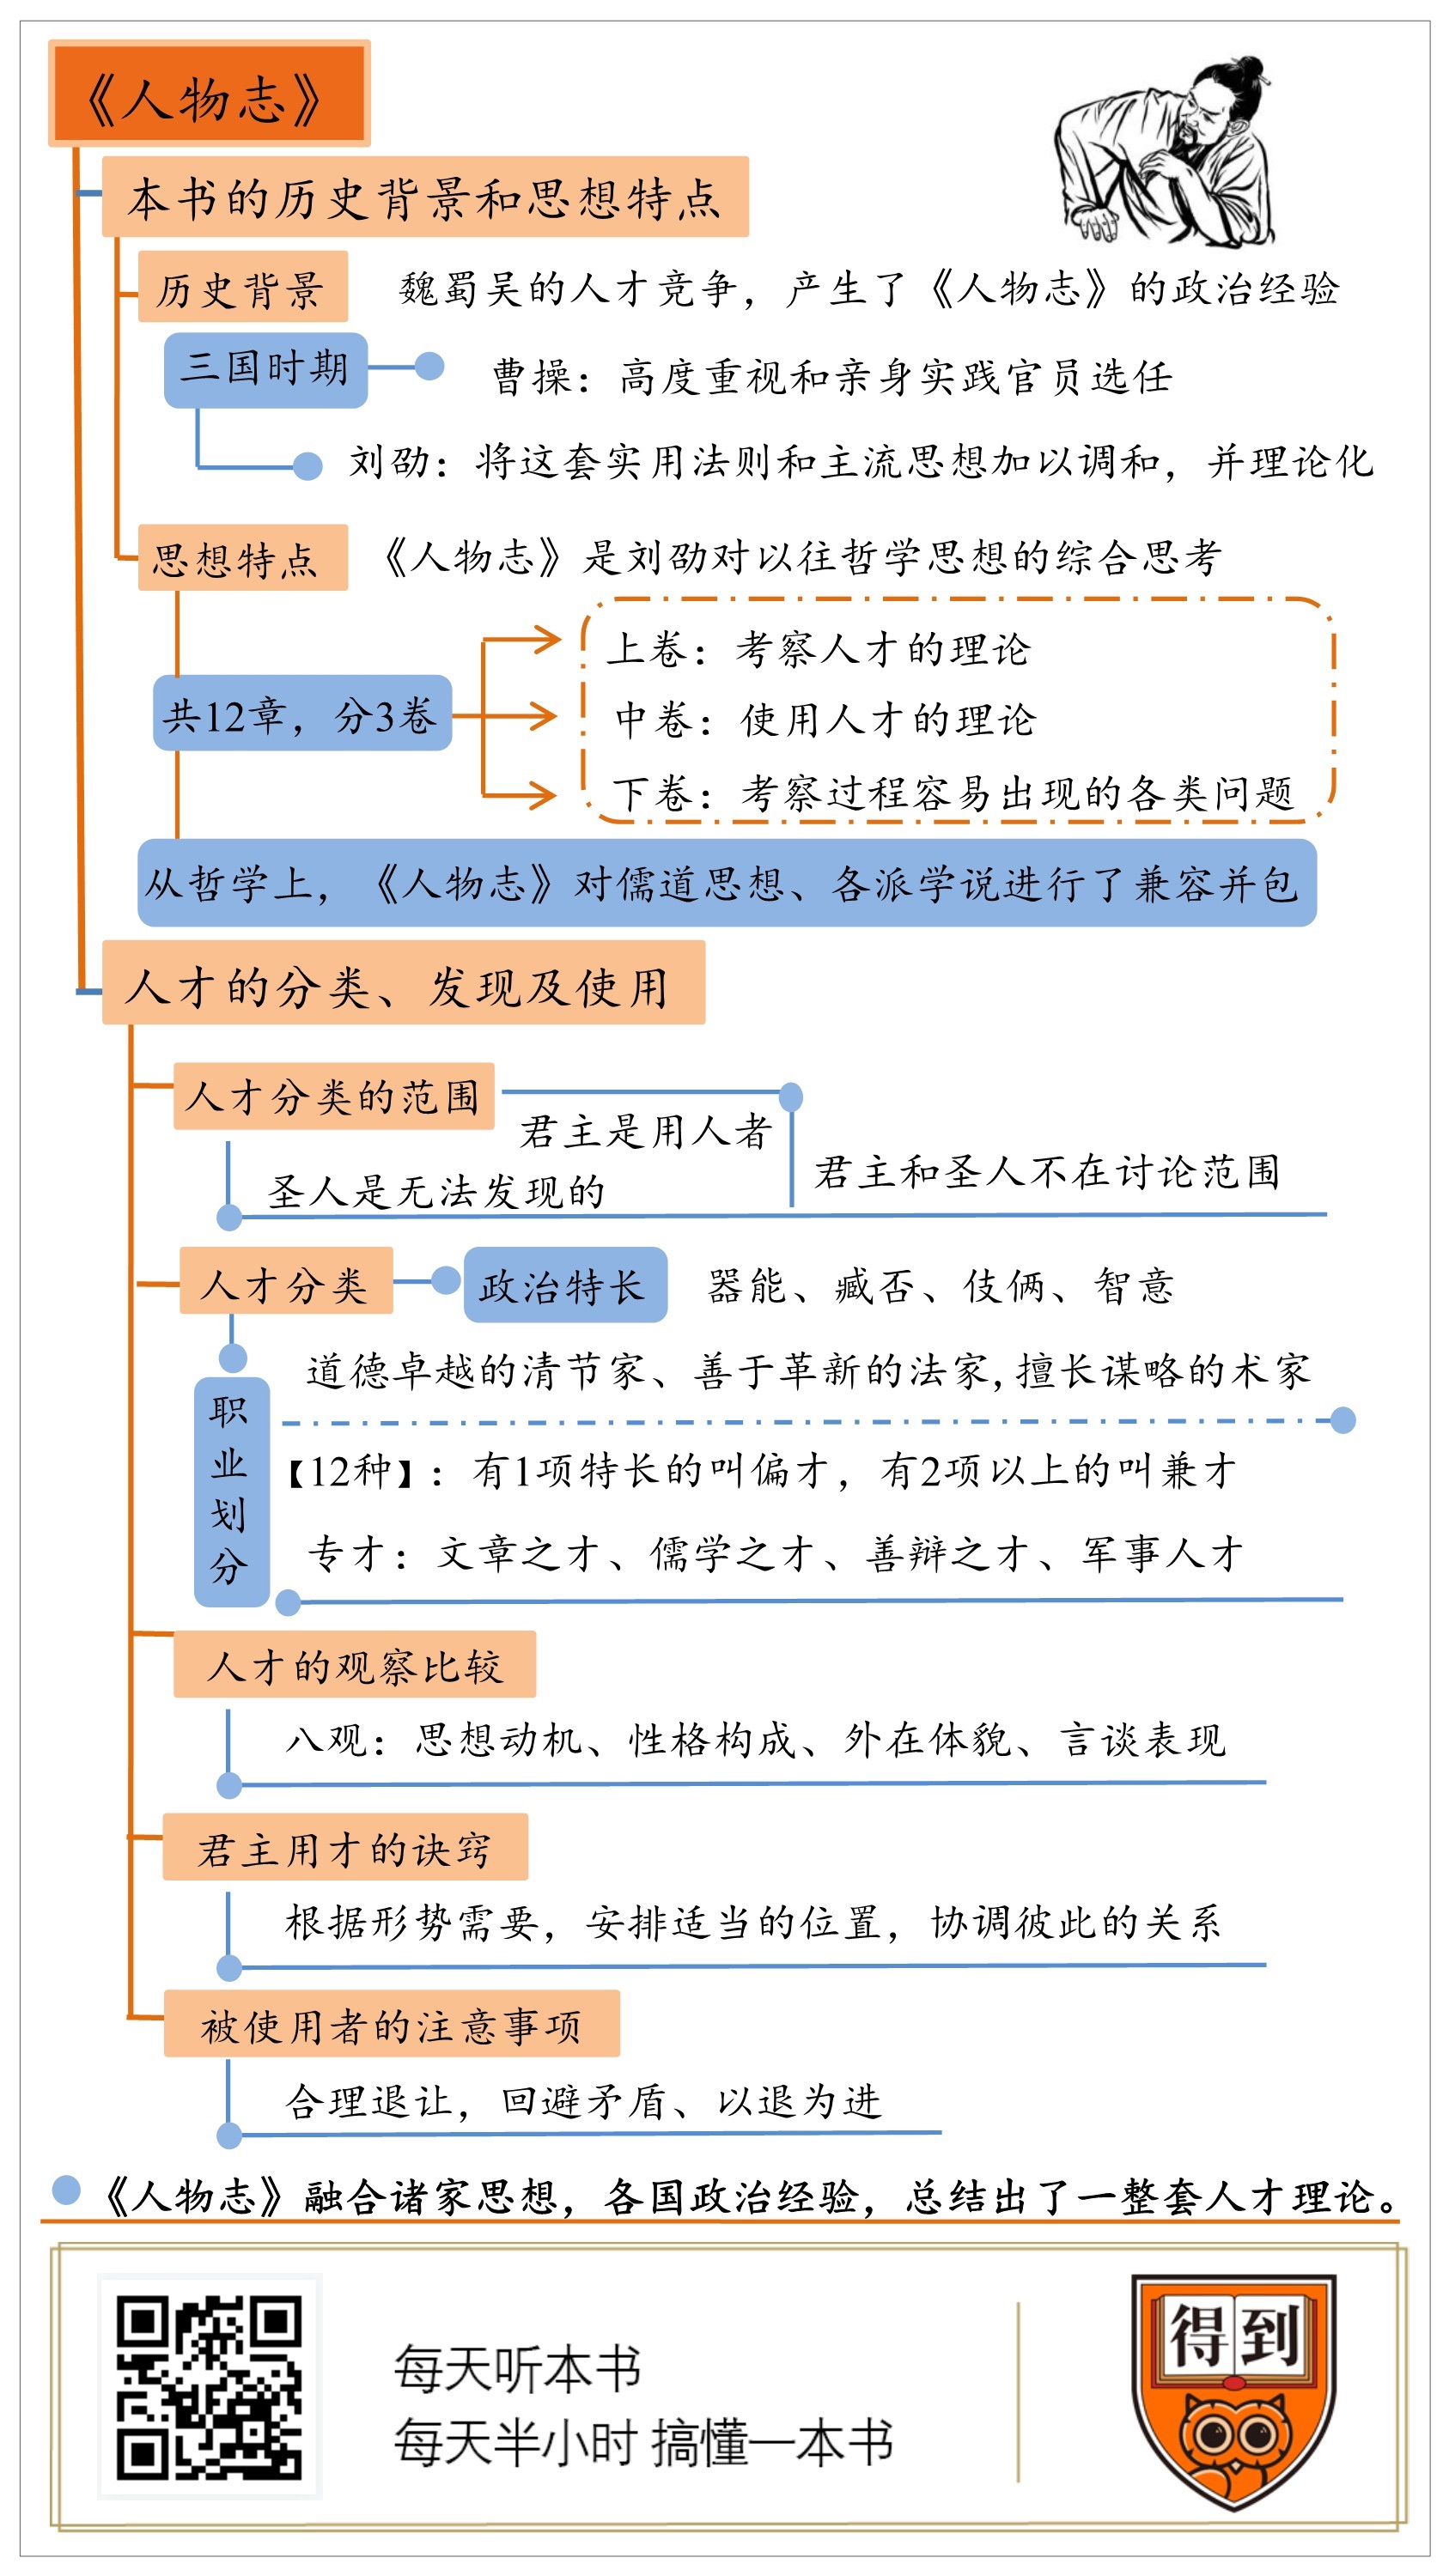 《人物志》
本书的历史背景和思想特点
历史背景
魏蜀吴的人才竞争，产生了《人物志》的政治经验
三国时期
曹操：高度重视和亲身实践官员选任
刘劭：将这套实用法则和主流思想加以调和，并理论化
思想特点
《人物志》是刘劭对以往哲学思想的综合思考
上卷：考察人才的理论
共12章，分3卷
中卷：使用人才的理论
下卷：考察过程容易出现的各类问题
从哲学上，《人物志》对儒道思想、各派学说进行了兼容并包
人才的分类、发现及使用
人才分类的范围
君主是用人者
君主和圣人不在讨论范围
圣人是无法发现的
人才分类
政治特长
器能、臧否、伎俩、智意
职业划分
道德卓越的清节家、善于革新的法家,擅长谋略的术家
【12种】：有1项特长的叫偏才，有2项以上的叫兼才
专才：文章之才、儒学之才、善辩之才、军事人才
人才的观察比较
八观：思想动机、性格构成、外在体貌、言谈表现
君主用才的诀窍
根据形势需要，安排适当的位置，协调彼此的关系
被使用者的注意事项
合理退让，回避矛盾、以退为进
《人物志》融合诸家思想，各国政治经验，总结出了一整套人才理论。
每天听本书
每天半小时 搞懂一本书
得到